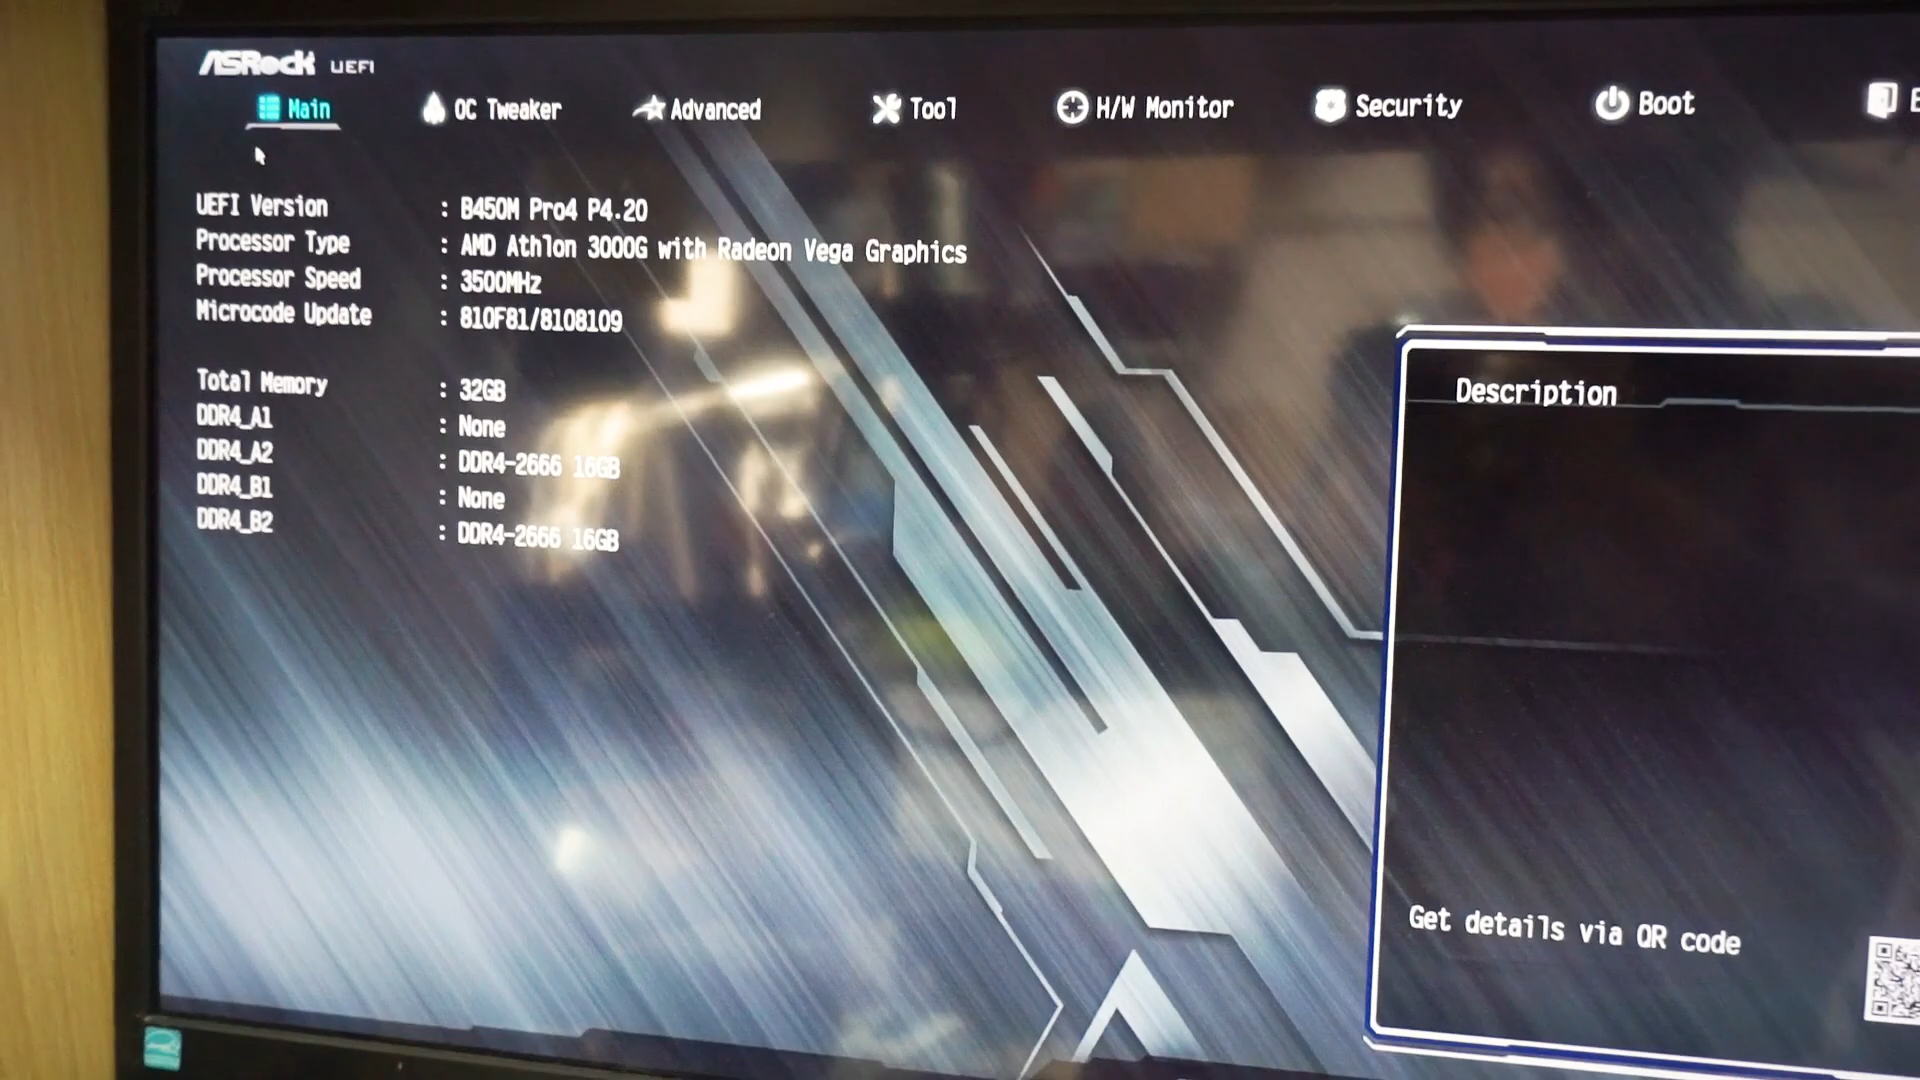 ASRock UEFI
Main OC Tweaker Advanced Tool H/W Monitor Security Boot
UEFI Version : B450M Pro4 P4.20
Processor Type : AMD Athlon 3000G with Radeon Vega Graphics
Processor Speed : 3500MHz
Microcode Update : 810F81/8108109
Total Memory : 32GB
DDR4_A1 : None
DDR4_A2 : DDR4-2666 16GB
DDR4_B1 : None
DDR4_B2 : DDR4-2666 16GB
Description
Get details via QR code